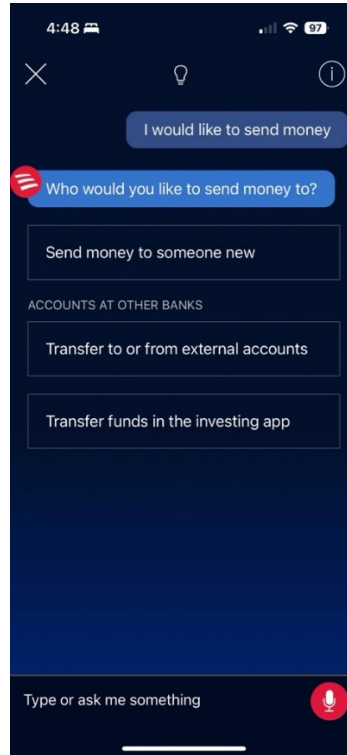 4:48
97
I would like to send money
Who would you like to send money to?
Send money to someone new
ACCOUNTS AT OTHER BANKS
Transfer to or from external accounts
Transfer funds in the investing app
Type or ask me something